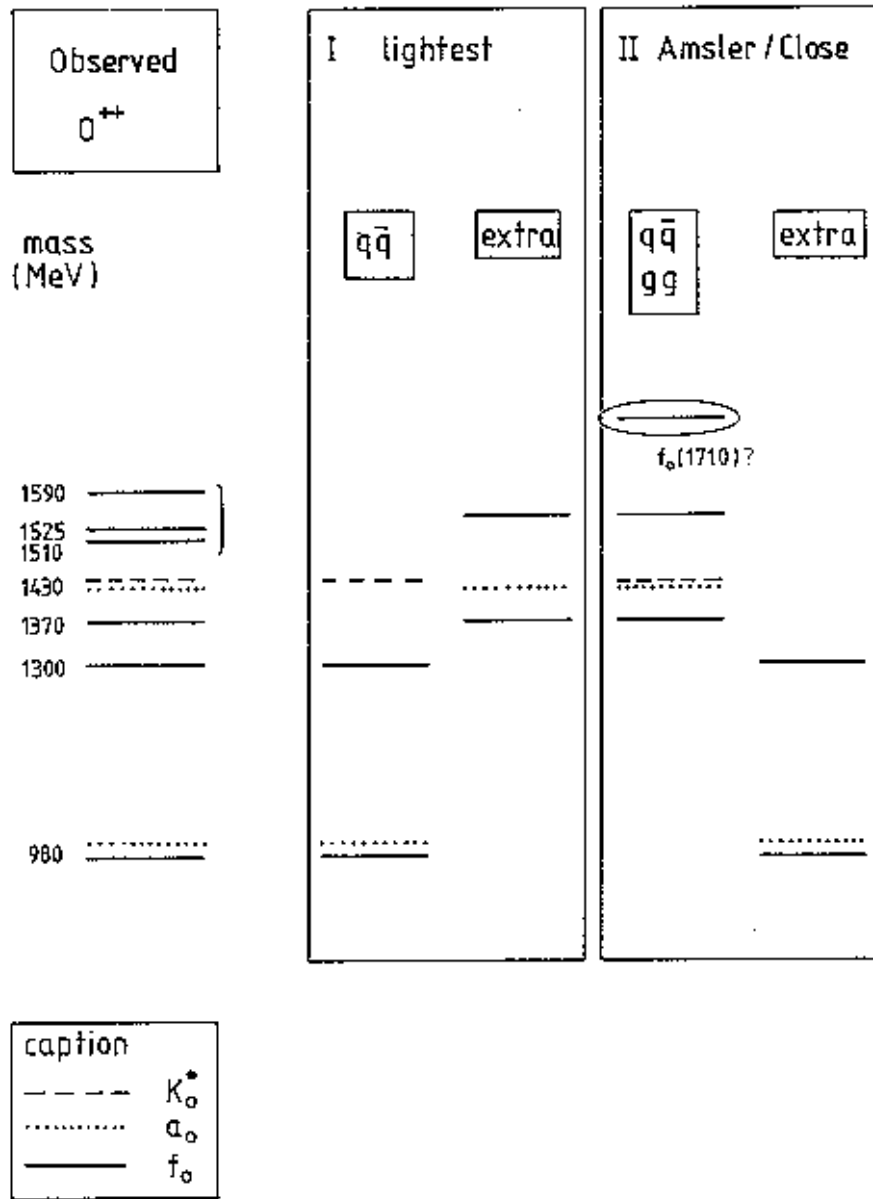 Observed
0++
mass
(MeV)
1590
1525
1510
1430
1370
1300
980
I lightest
qq̄
extra
II Amsler / Close
qq̄
gg
extra
f₀(1710)?
caption
K₀*
a₀
f₀